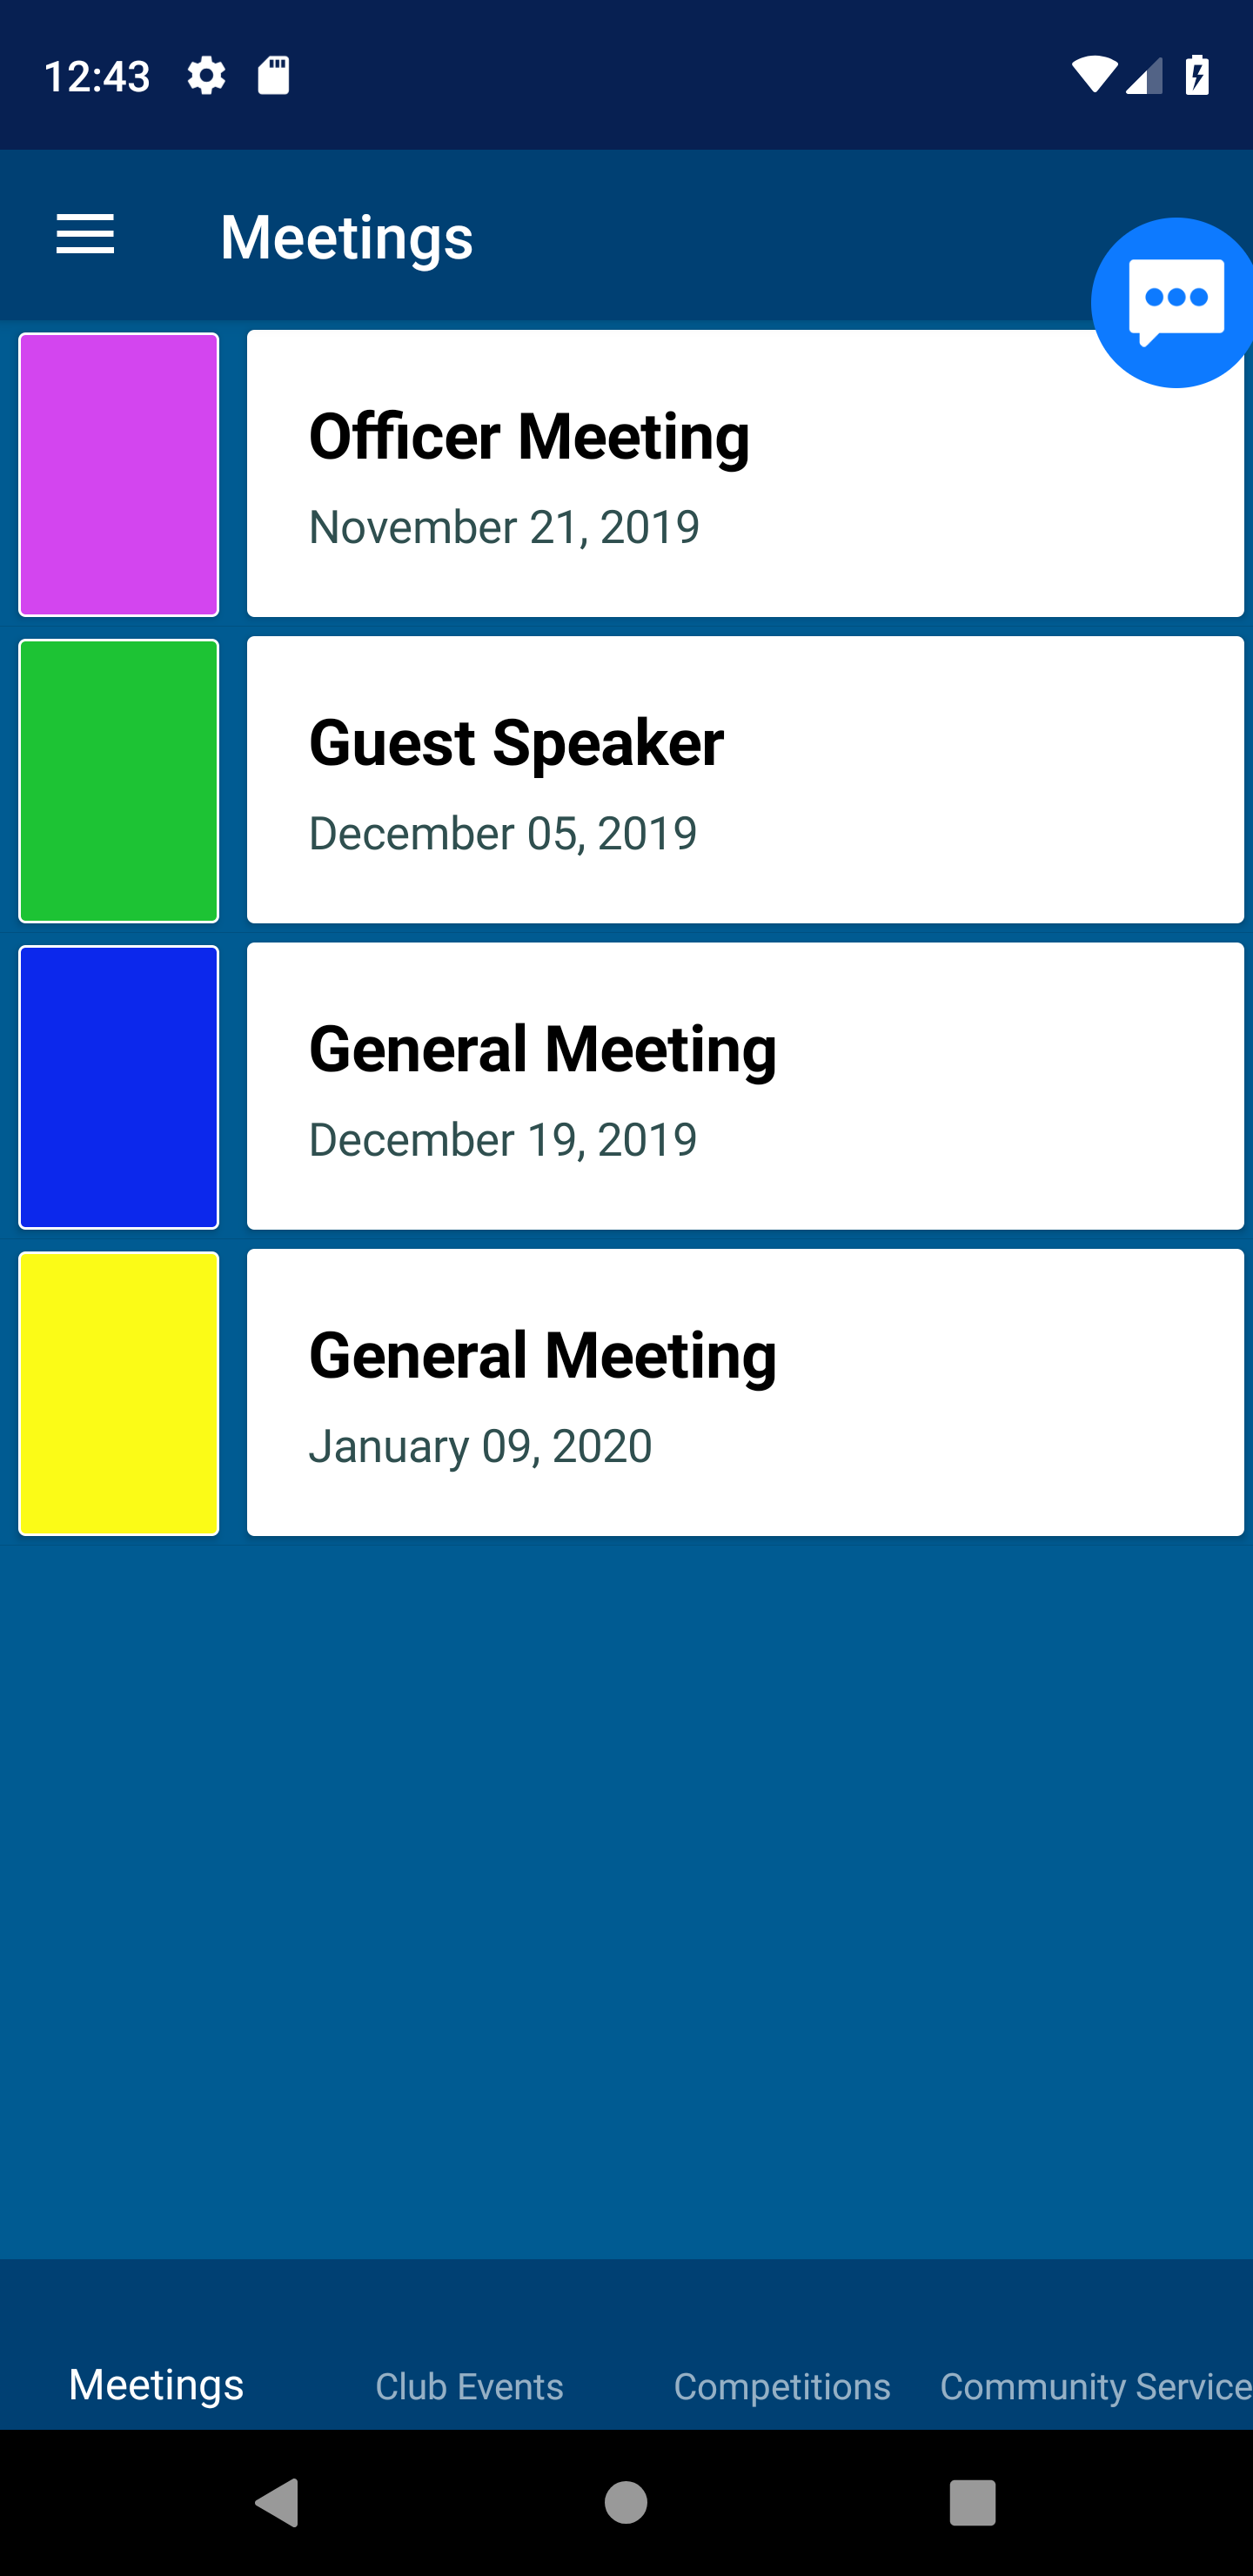 12:43
Meetings
Officer Meeting
November 21, 2019
Guest Speaker
December 05, 2019
General Meeting
December 19, 2019
General Meeting
January 09, 2020
Meetings Club Events Competitions Community Service